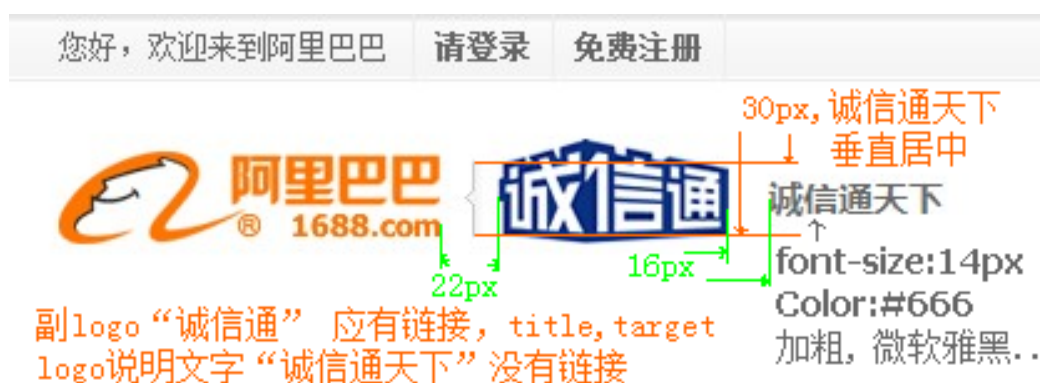 您好，欢迎来到阿里巴巴 请登录 免费注册
30px,诚信通天下
垂直居中
阿里巴巴
® 1688.com
诚信通
诚信通天下
22px
16px
font-size:14px
Color:#666
加粗, 微软雅黑..
副logo“诚信通” 应有链接, title,target
logo说明文字“诚信通天下”没有链接